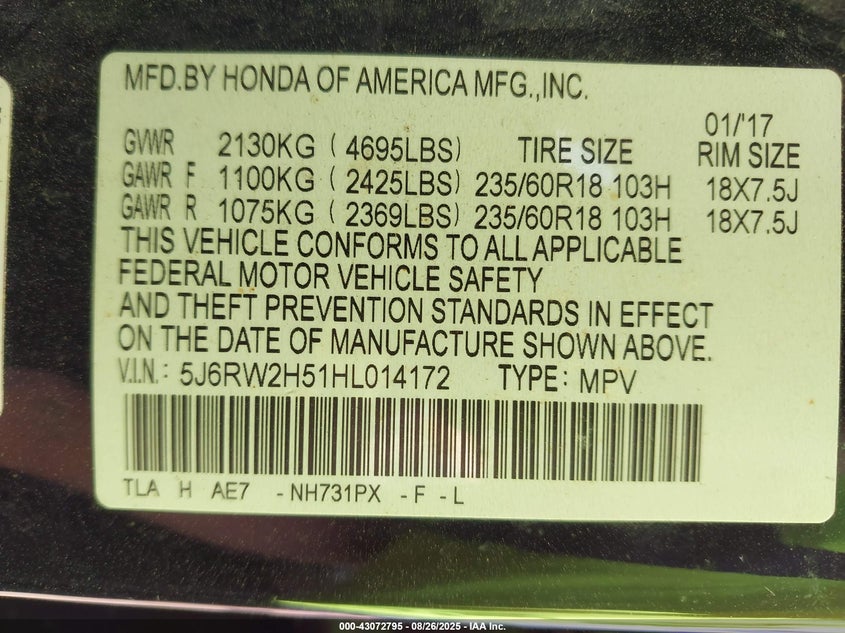 MFD.BY HONDA OF AMERICA MFG.,INC.
01/'17
GVWR 2130KG ( 4695LBS) TIRE SIZE RIM SIZE
GAWR F 1100KG ( 2425LBS) 235/60R18 103H 18X7.5J
GAWR R 1075KG ( 2369LBS) 235/60R18 103H 18X7.5J
THIS VEHICLE CONFORMS TO ALL APPLICABLE
FEDERAL MOTOR VEHICLE SAFETY
AND THEFT PREVENTION STANDARDS IN EFFECT
ON THE DATE OF MANUFACTURE SHOWN ABOVE.
V.I.N.: 5J6RW2H51HL014172 TYPE: MPV
TLA H AE7 -NH731PX -F -L
000-43072795 - 08/26/2025 - IAA Inc.